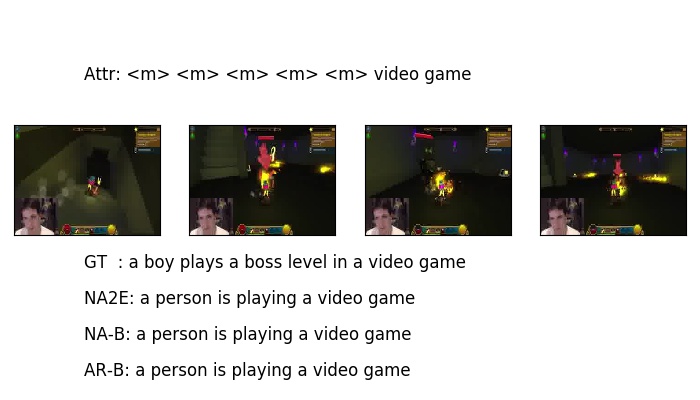 Attr: <m> <m> <m> <m> <m> video game
GT  : a boy plays a boss level in a video game
NA2E: a person is playing a video game
NA-B: a person is playing a video game
AR-B: a person is playing a video game